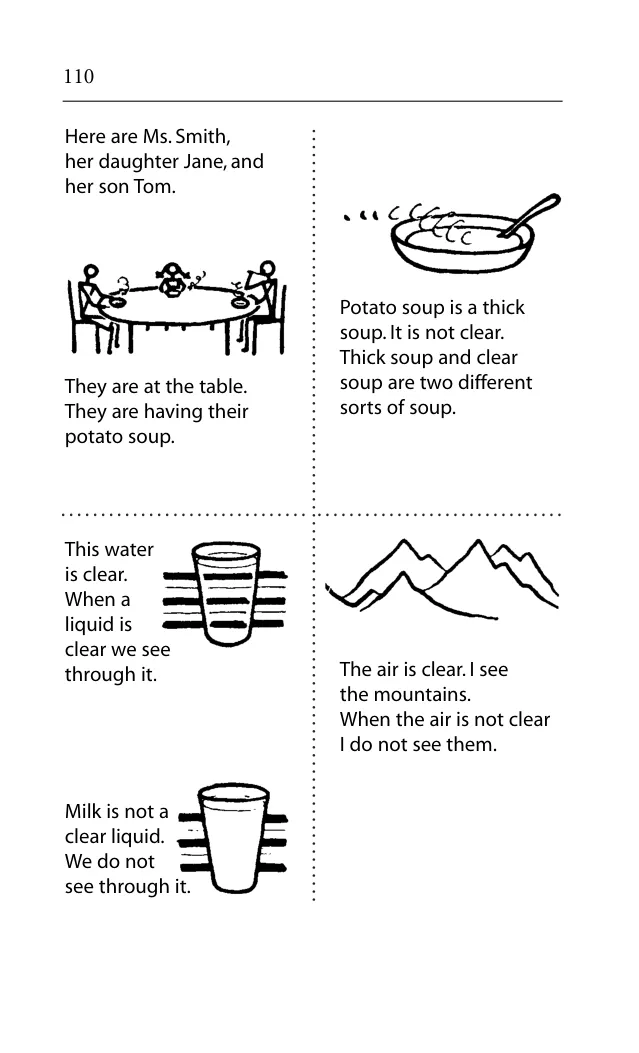 110
Here are Ms. Smith,
her daughter Jane, and
her son Tom.
They are at the table.
They are having their
potato soup.
Potato soup is a thick
soup. It is not clear.
Thick soup and clear
soup are two different
sorts of soup.
This water
is clear.
When a
liquid is
clear we see
through it.
Milk is not a
clear liquid.
We do not
see through it.
The air is clear. I see
the mountains.
When the air is not clear
I do not see them.